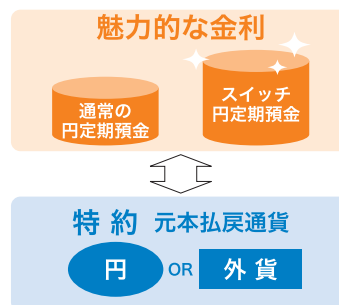 魅力的な金利
通常の
円定期預金
スイッチ
円定期預金
特約 元本払戻通貨
円 OR 外貨